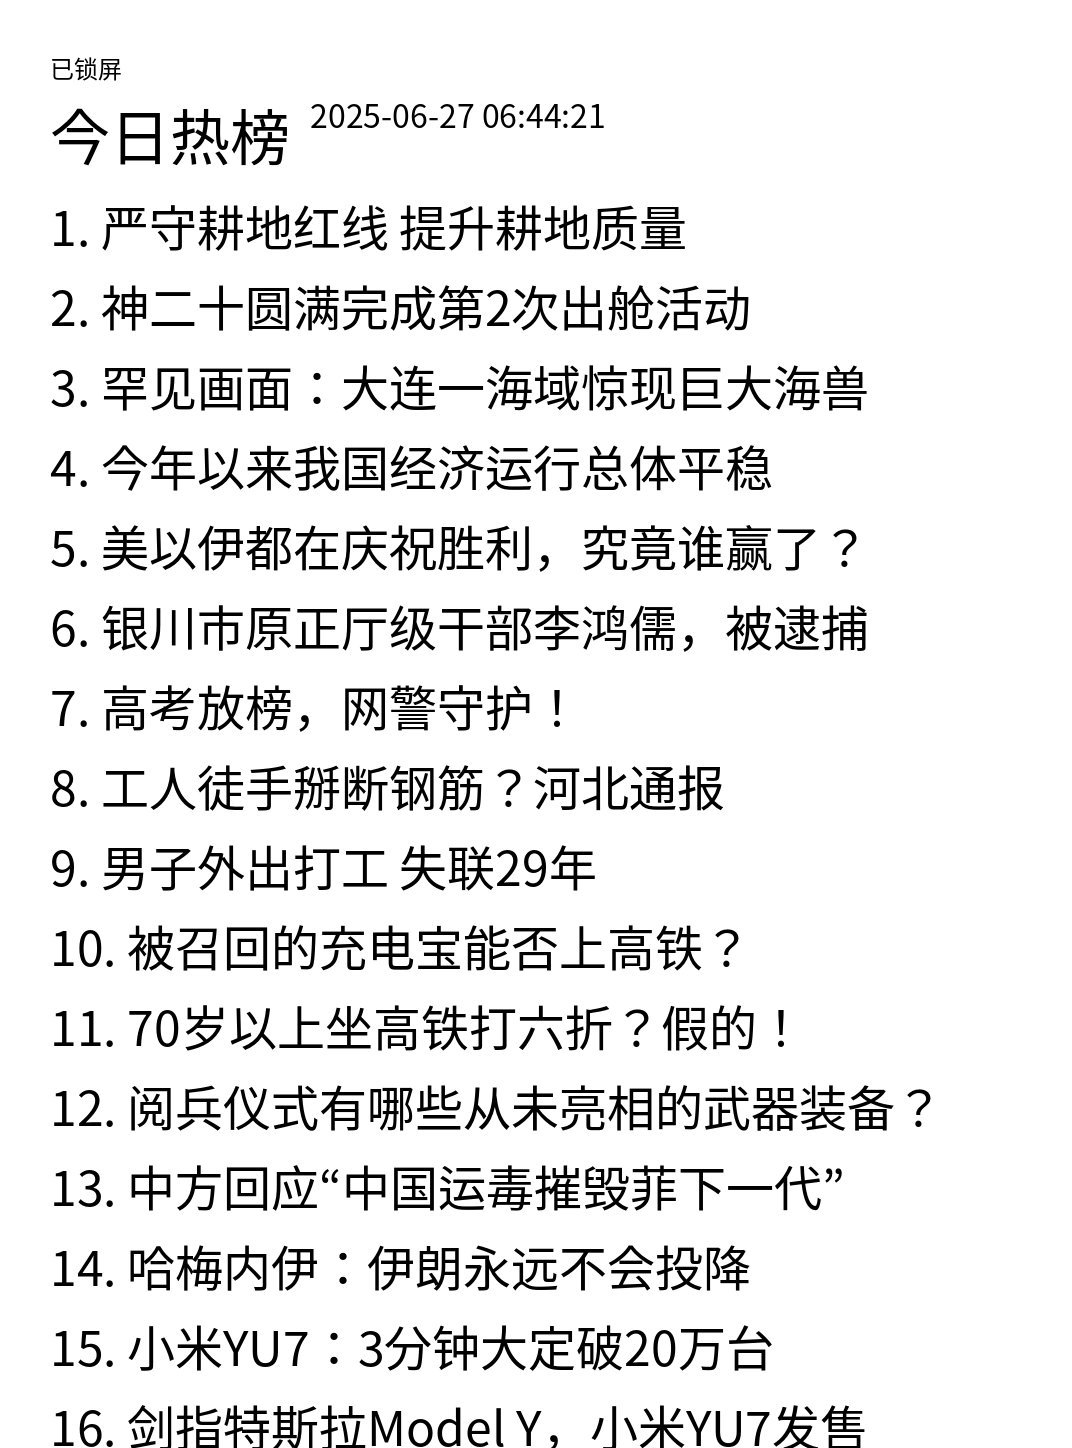 已锁屏
今日热榜 2025-06-27 06:44:21
1. 严守耕地红线 提升耕地质量
2. 神二十圆满完成第2次出舱活动
3. 罕见画面：大连一海域惊现巨大海兽
4. 今年以来我国经济运行总体平稳
5. 美以伊都在庆祝胜利，究竟谁赢了？
6. 银川市原正厅级干部李鸿儒，被逮捕
7. 高考放榜，网警守护！
8. 工人徒手掰断钢筋？河北通报
9. 男子外出打工 失联29年
10. 被召回的充电宝能否上高铁？
11. 70岁以上坐高铁打六折？假的！
12. 阅兵仪式有哪些从未亮相的武器装备？
13. 中方回应“中国运毒摧毁菲下一代”
14. 哈梅内伊：伊朗永远不会投降
15. 小米YU7：3分钟大定破20万台
16. 剑指特斯拉Model Y，小米YU7发售